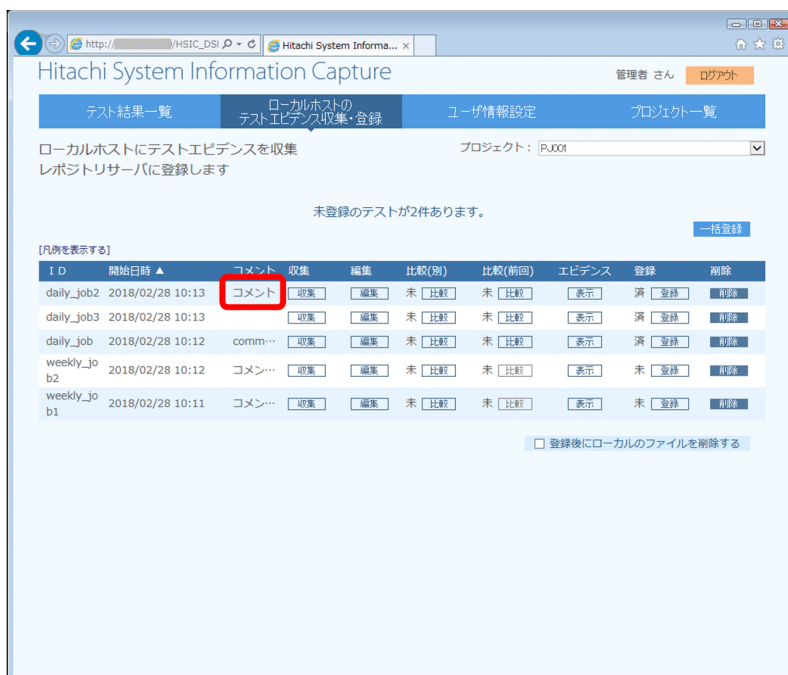 http:// /HSIC_DSI
Hitachi System Informa... ×
Hitachi System Information Capture
管理者 さん ログアウト
テスト結果一覧
ローカルホストの
テストエビデンス収集・登録
ユーザ情報設定
プロジェクト一覧
ローカルホストにテストエビデンスを収集
レポジトリサーバに登録します
プロジェクト： PJ001
未登録のテストが2件あります。
一括登録
[凡例を表示する]
ＩＤ 開始日時 ▲ コメント 収集 編集 比較(別) 比較(前回) エビデンス 登録 削除
daily_job2 2018/02/28 10:13 コメント 収集 編集 未 比較 未 比較 表示 済 登録 削除
daily_job3 2018/02/28 10:13 収集 編集 未 比較 未 比較 表示 済 登録 削除
daily_job 2018/02/28 10:12 comm… 収集 編集 未 比較 未 比較 表示 済 登録 削除
weekly_jo
b2 2018/02/28 10:12 コメン… 収集 編集 未 比較 未 比較 表示 未 登録 削除
weekly_jo
b1 2018/02/28 10:11 コメン… 収集 編集 未 比較 未 比較 表示 未 登録 削除
登録後にローカルのファイルを削除する